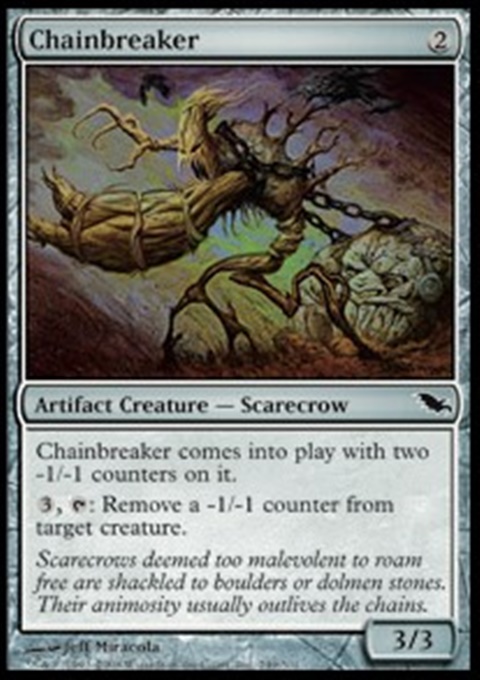 Chainbreaker 2
Artifact Creature — Scarecrow
Chainbreaker comes into play with two
-1/-1 counters on it.
3, T: Remove a -1/-1 counter from
target creature.
Scarecrows deemed too malevolent to roam
free are shackled to boulders or dolmen stones.
Their animosity usually outlives the chains.
3/3
Jeff Miracola